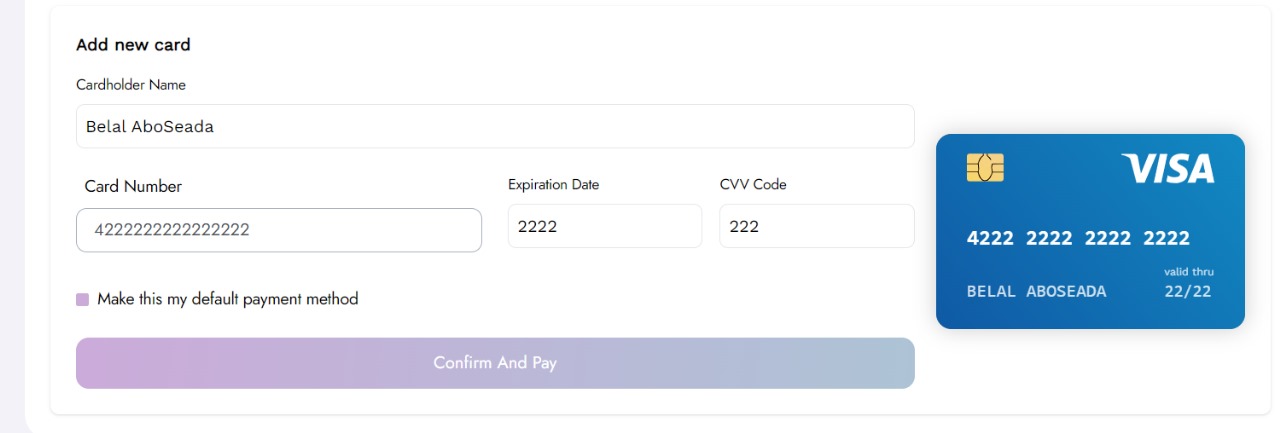 Add new card
Cardholder Name
Belal AboSeada
Card Number
Expiration Date
CVV Code
4222222222222222
2222
222
Make this my default payment method
Confirm And Pay
VISA
4222 2222 2222 2222
valid thru
BELAL ABOSEADA
22/22